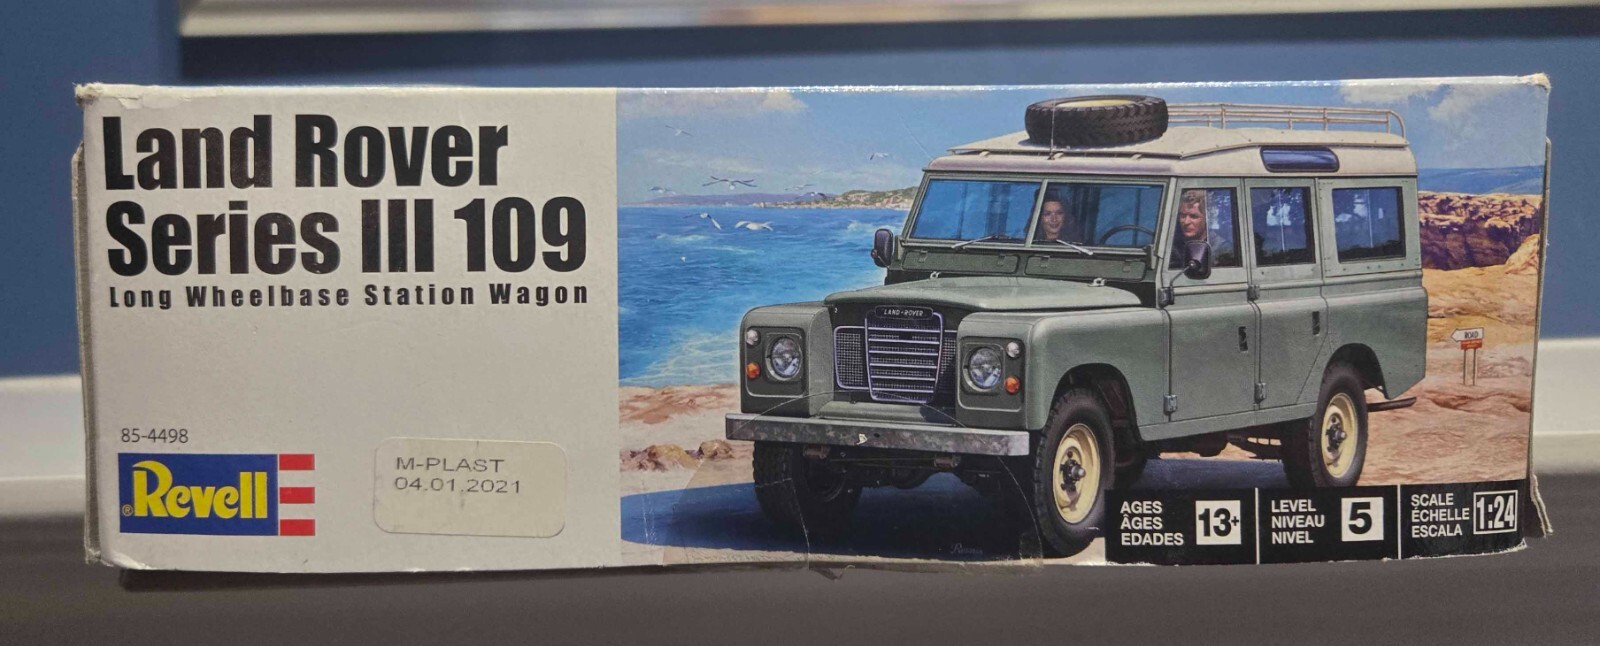 Land Rover
Series III 109
Long Wheelbase Station Wagon
85-4498
®Revell
M-PLAST
04.01.2021
LAND-ROVER
ROAD
AGES
ÂGES
EDADES
13+
LEVEL
NIVEAU
NIVEL
5
SCALE
ÉCHELLE
ESCALA
1:24